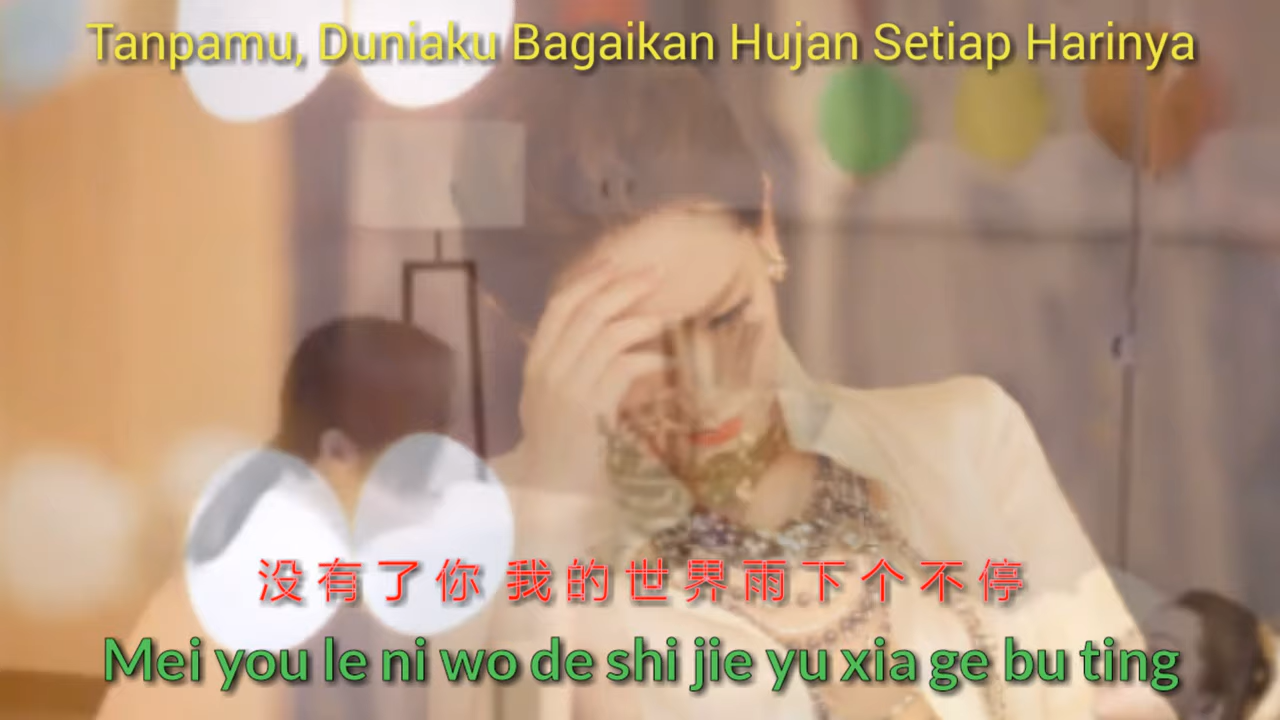 Tanpamu, Duniaku Bagaikan Hujan Setiap Harinya
没有了你 我的世界雨下个不停
Mei you le ni wo de shi jie yu xia ge bu ting